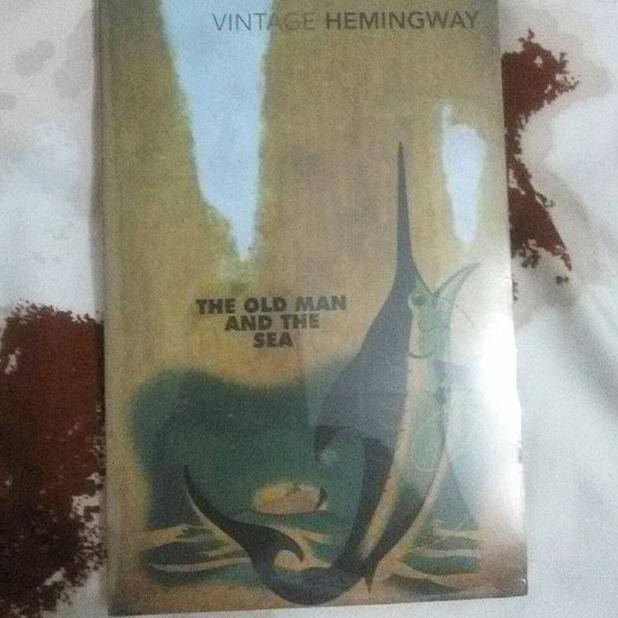 VINTAGE HEMINGWAY
THE OLD MAN
AND THE
SEA